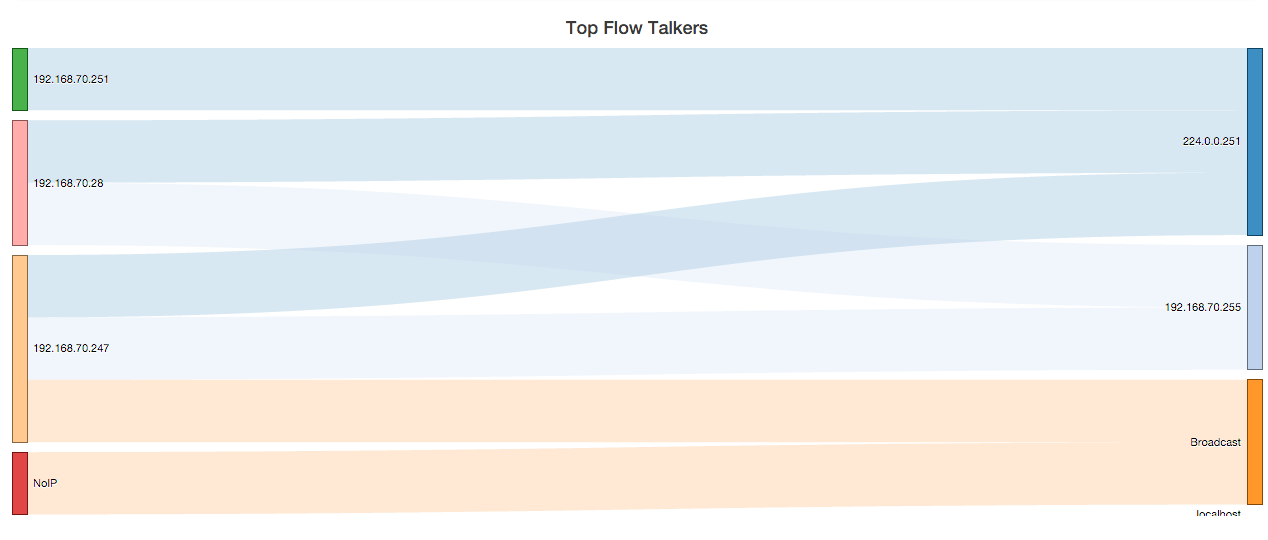 Top Flow Talkers
192.168.70.251
224.0.0.251
192.168.70.28
192.168.70.255
192.168.70.247
Broadcast
NoIP
localhost